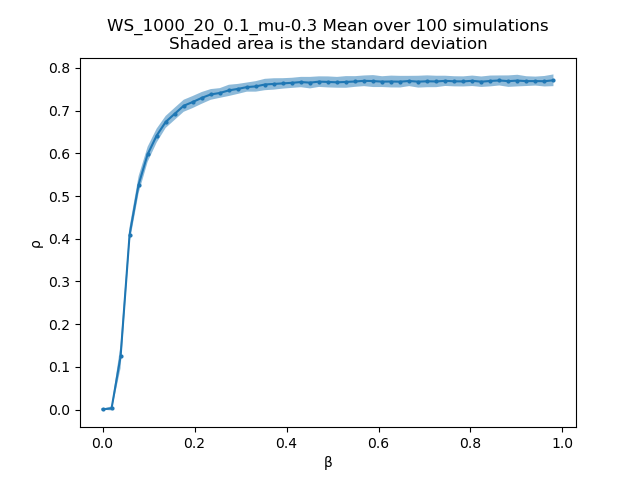 WS_1000_20_0.1_mu-0.3 Mean over 100 simulations
Shaded area is the standard deviation
0.8
0.7
0.6
0.5
0.4
0.3
0.2
0.1
0.0
ρ
0.0 0.2 0.4 0.6 0.8 1.0
β